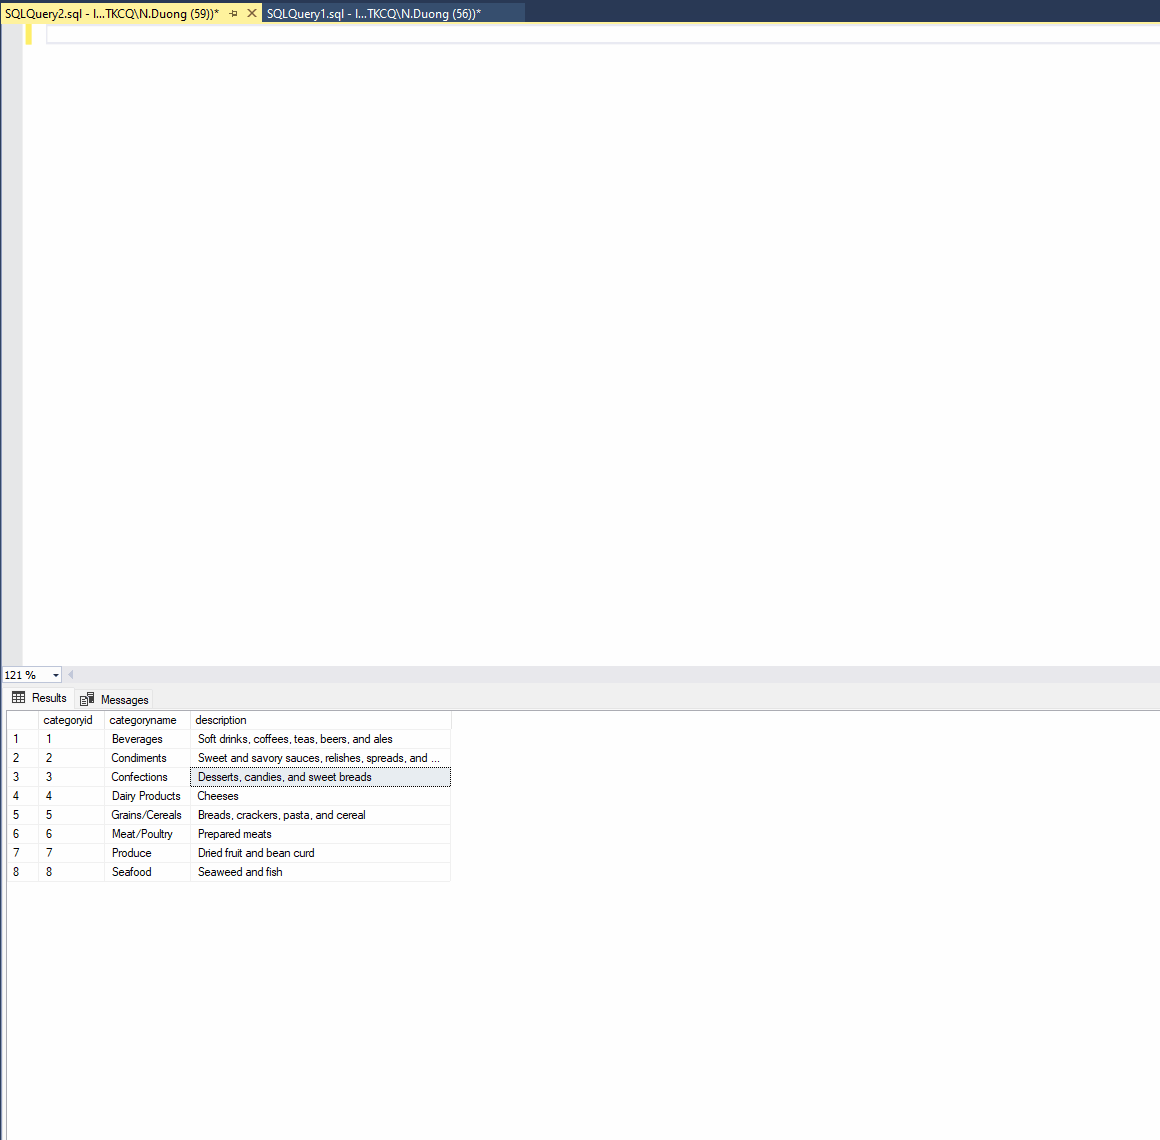 SQLQuery2.sql - I...TKCQ\N.Duong (59))* SQLQuery1.sql - I...TKCQ\N.Duong (56))*
121 %
Results Messages
categoryid categoryname description
1 1 Beverages Soft drinks, coffees, teas, beers, and ales
2 2 Condiments Sweet and savory sauces, relishes, spreads, and ...
3 3 Confections Desserts, candies, and sweet breads
4 4 Dairy Products Cheeses
5 5 Grains/Cereals Breads, crackers, pasta, and cereal
6 6 Meat/Poultry Prepared meats
7 7 Produce Dried fruit and bean curd
8 8 Seafood Seaweed and fish